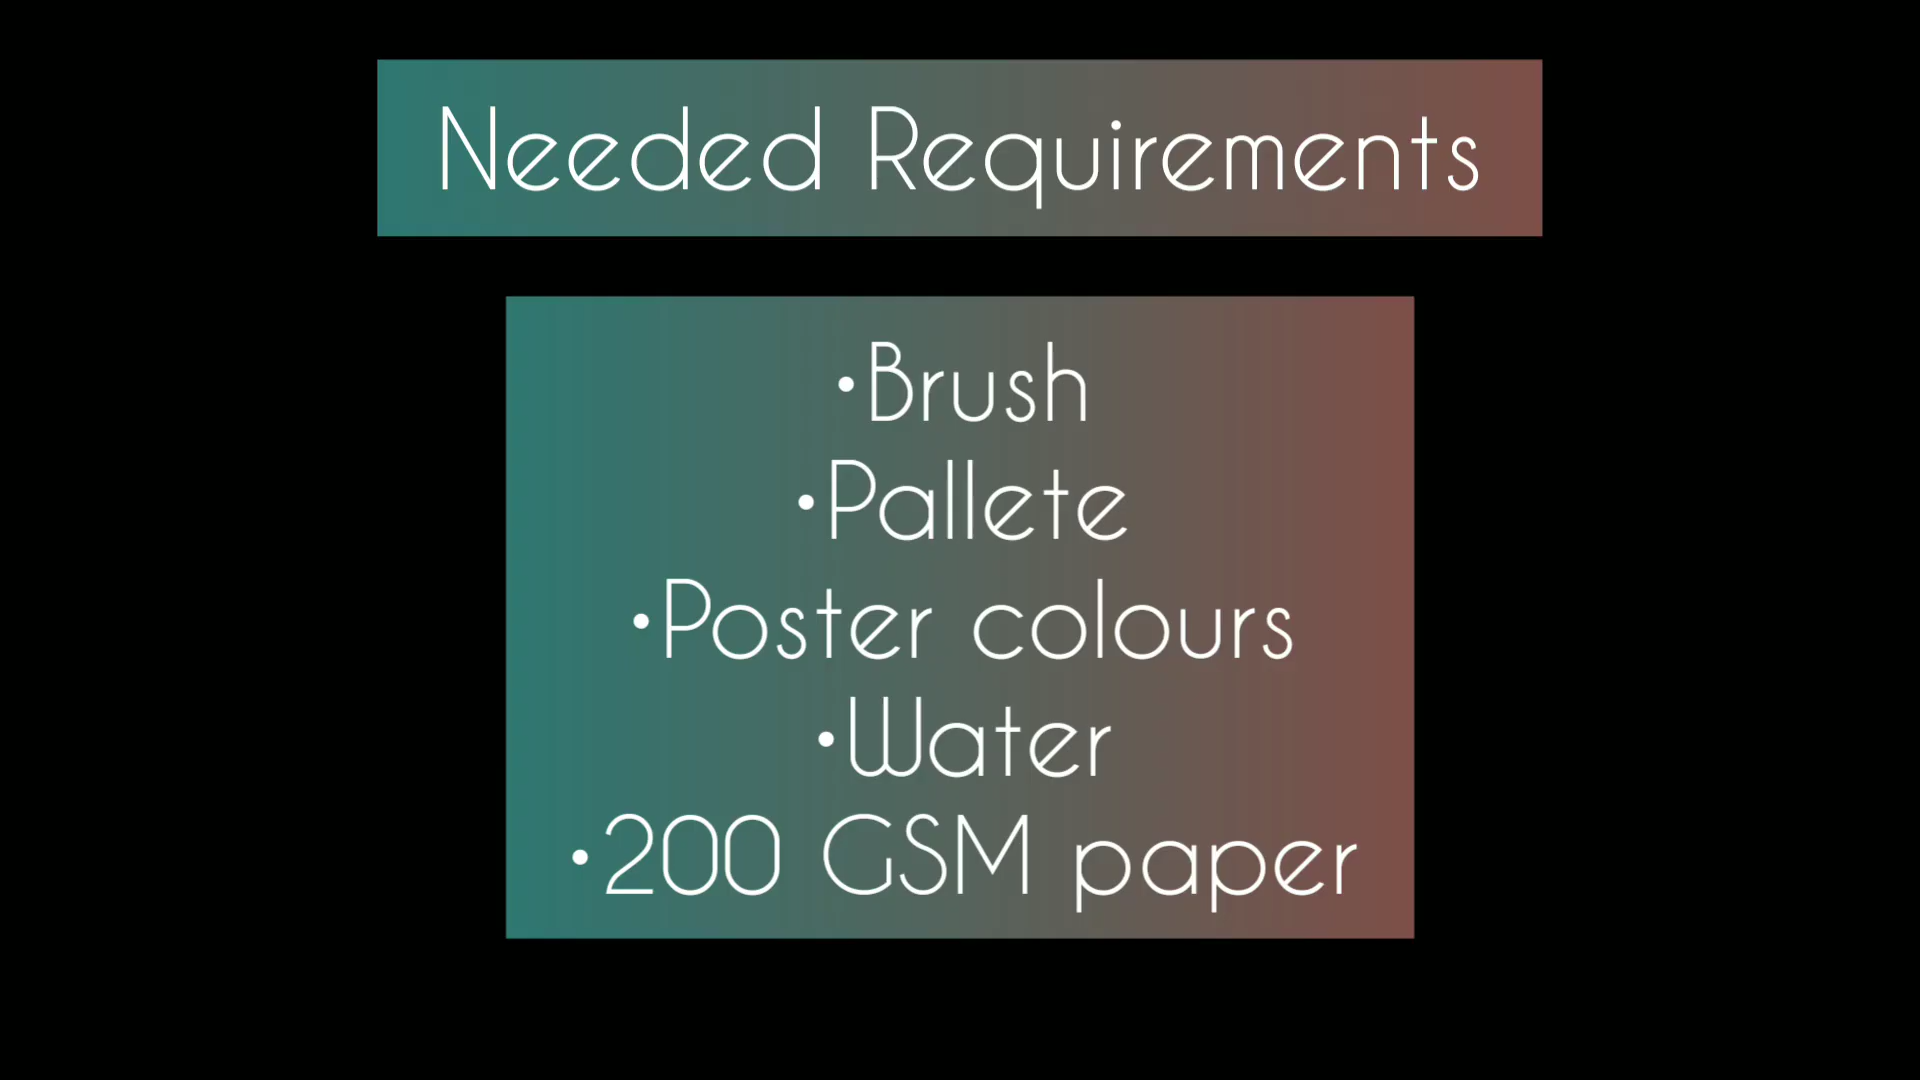 Needed Requirements
•Brush
•Pallete
•Poster colours
•Water
•200 GSM paper